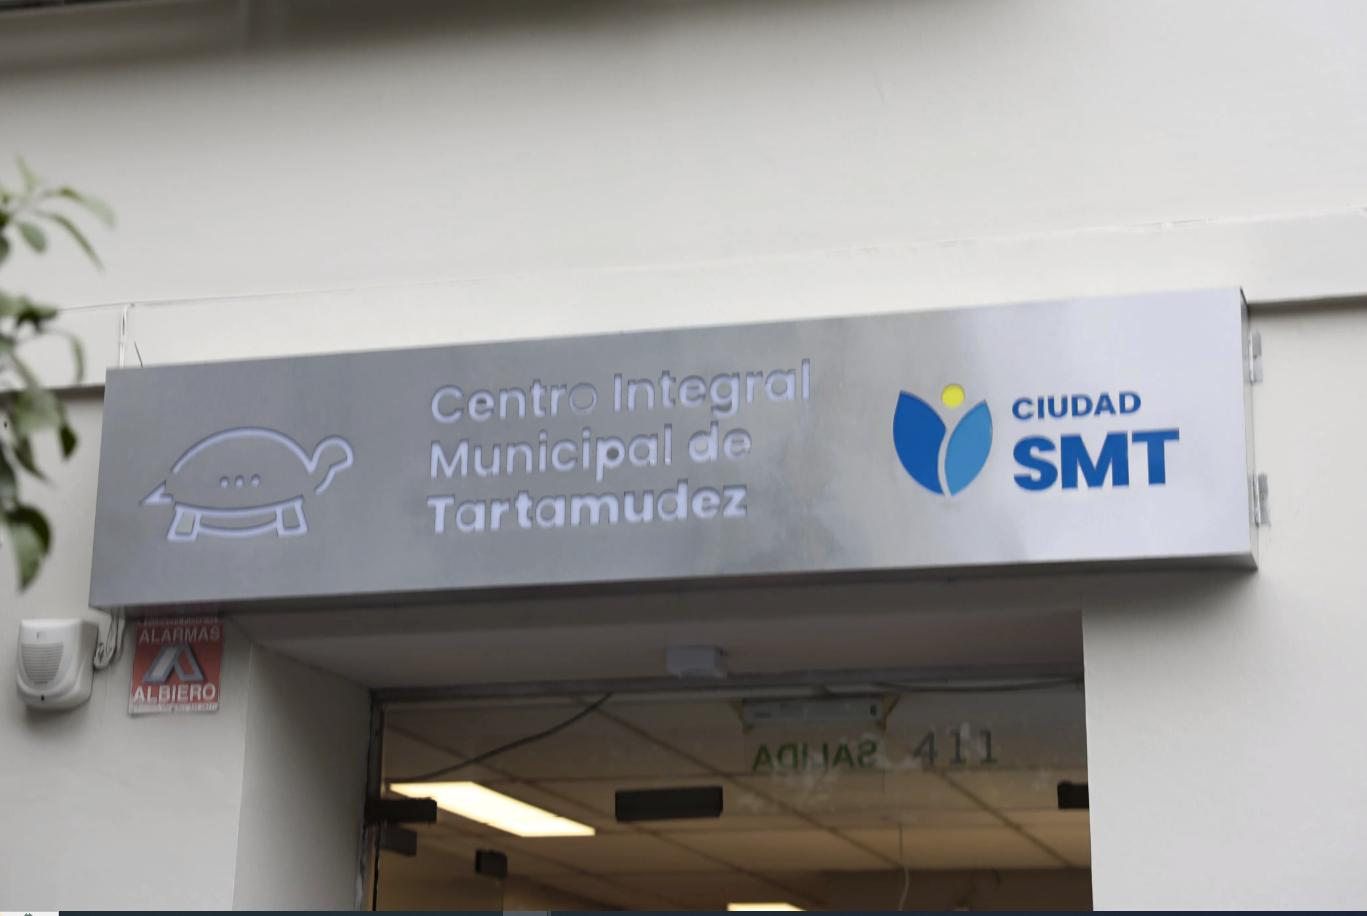 Centro Integral
Municipal de
Tartamudez
CIUDAD
SMT
ALARMAS
ALBIERO
SALIDA
411